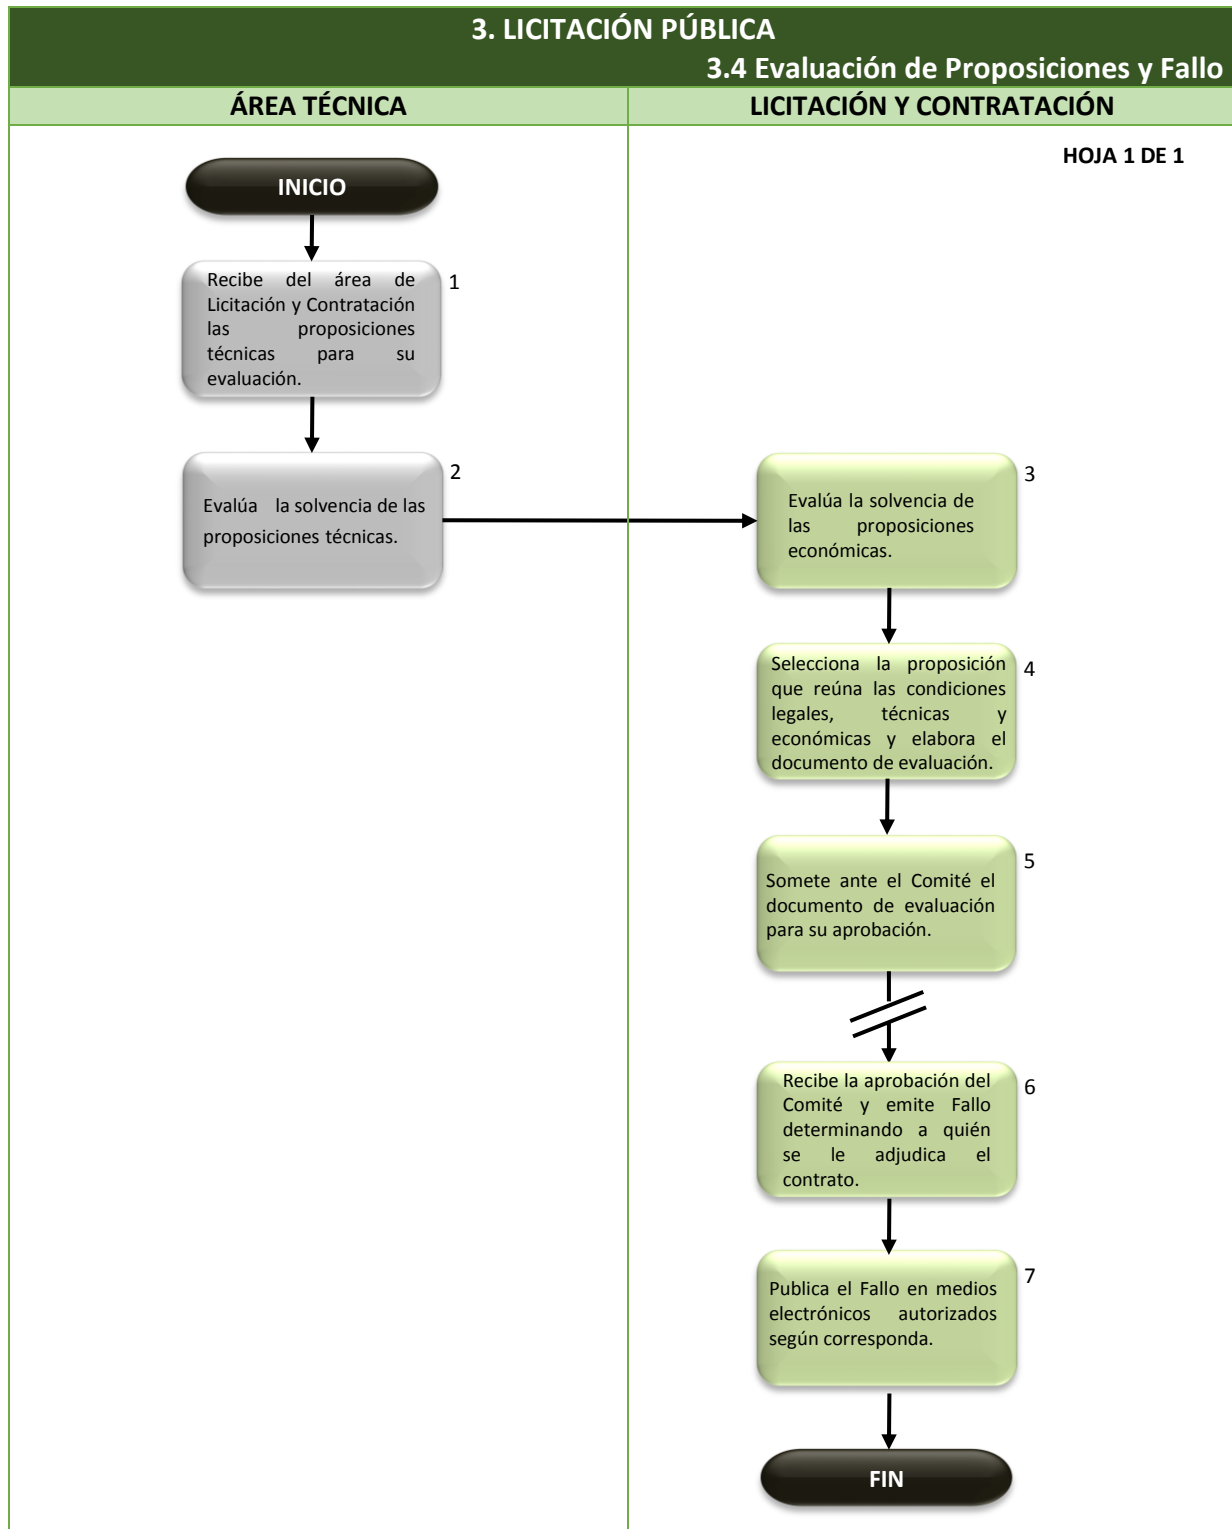 3. LICITACIÓN PÚBLICA
3.4 Evaluación de Proposiciones y Fallo
ÁREA TÉCNICA
LICITACIÓN Y CONTRATACIÓN
HOJA 1 DE 1
INICIO
1
Recibe del área de
Licitación y Contratación
las proposiciones
técnicas para su
evaluación.
2
Evalúa la solvencia de las
proposiciones técnicas.
3
Evalúa la solvencia de
las proposiciones
económicas.
4
Selecciona la proposición
que reúna las condiciones
legales, técnicas y
económicas y elabora el
documento de evaluación.
5
Somete ante el Comité el
documento de evaluación
para su aprobación.
6
Recibe la aprobación del
Comité y emite Fallo
determinando a quién
se le adjudica el
contrato.
7
Publica el Fallo en medios
electrónicos autorizados
según corresponda.
FIN